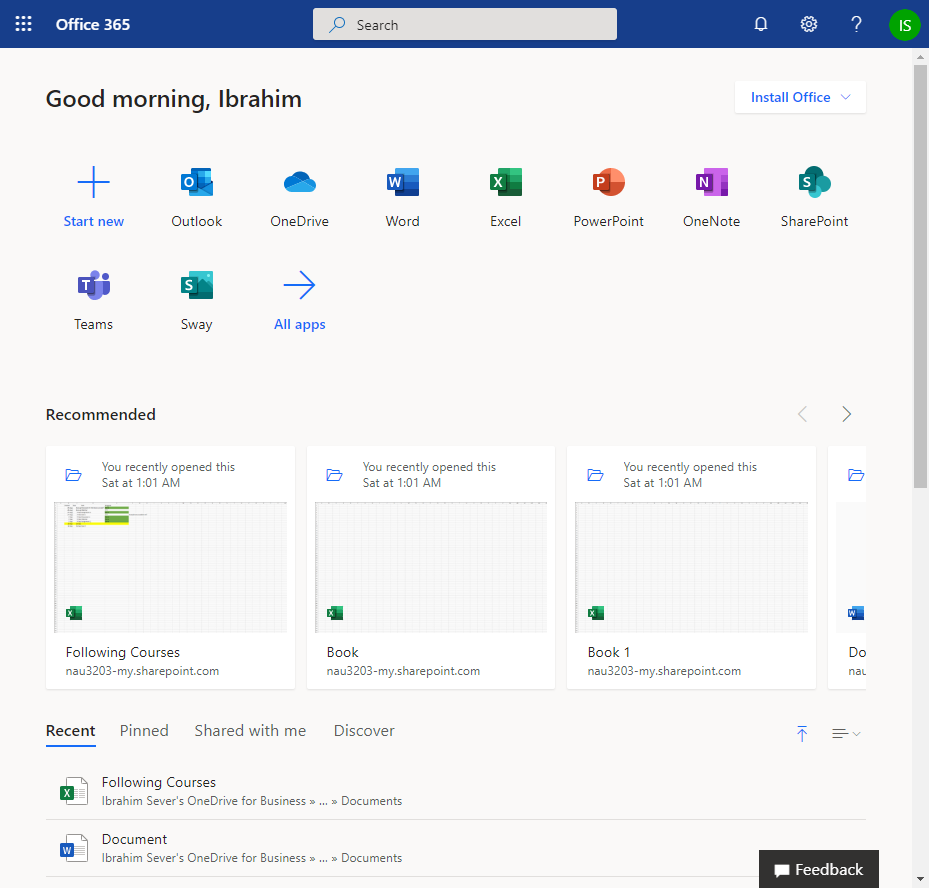 Office 365
Search
IS
Good morning, Ibrahim
Install Office
Start new
Outlook
OneDrive
Word
Excel
PowerPoint
OneNote
SharePoint
Teams
Sway
All apps
Recommended
You recently opened this
Sat at 1:01 AM
Following Courses
nau3203-my.sharepoint.com
You recently opened this
Sat at 1:01 AM
Book
nau3203-my.sharepoint.com
You recently opened this
Sat at 1:01 AM
Book 1
nau3203-my.sharepoint.com
Do
nau
Recent Pinned Shared with me Discover
Following Courses
Ibrahim Sever's OneDrive for Business » ... » Documents
Document
Ibrahim Sever's OneDrive for Business » ... » Documents
Feedback